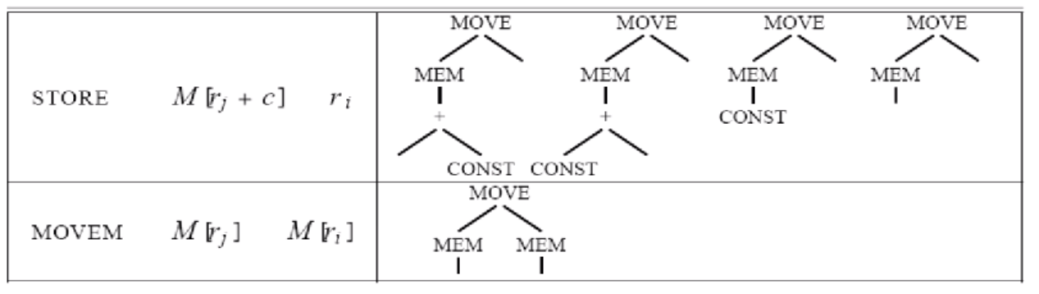 MOVE MOVE MOVE MOVE
MEM MEM MEM MEM
STORE M[rj + c] ri
+ + CONST
CONST CONST
MOVE
MOVEM M[rj] M[ri]
MEM MEM